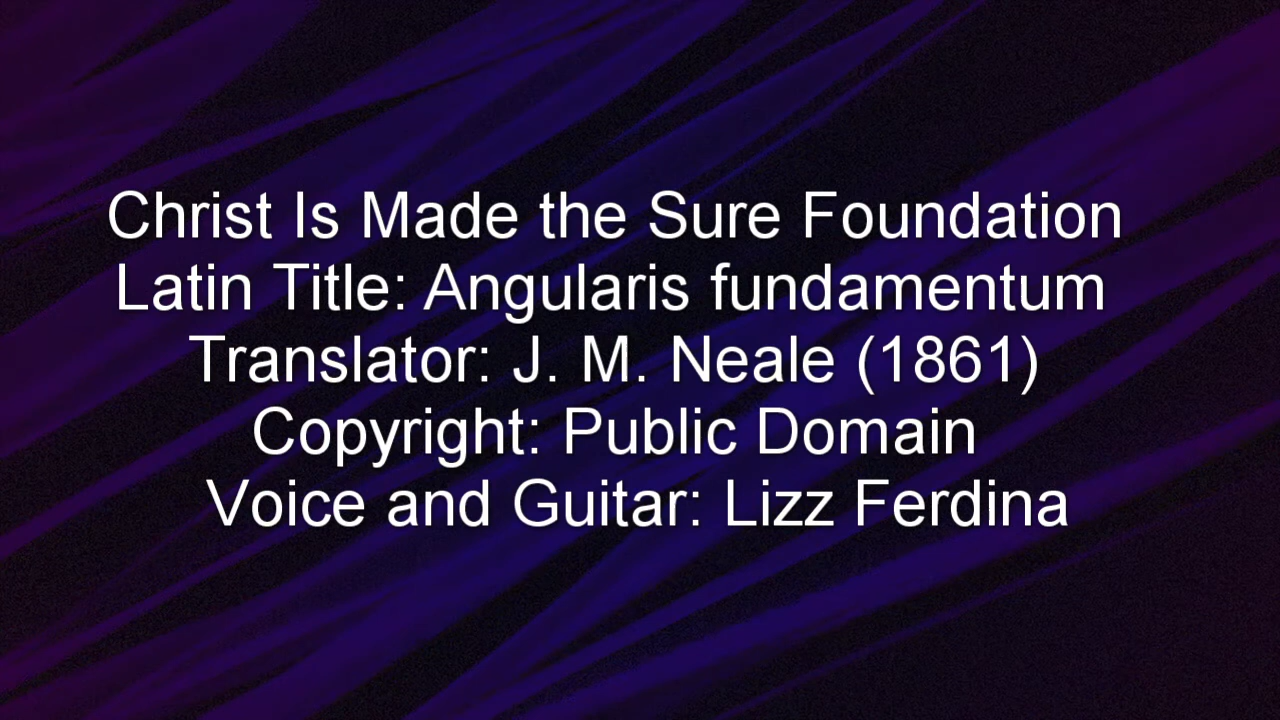 Christ Is Made the Sure Foundation
Latin Title: Angularis fundamentum
Translator: J. M. Neale (1861)
Copyright: Public Domain
Voice and Guitar: Lizz Ferdina